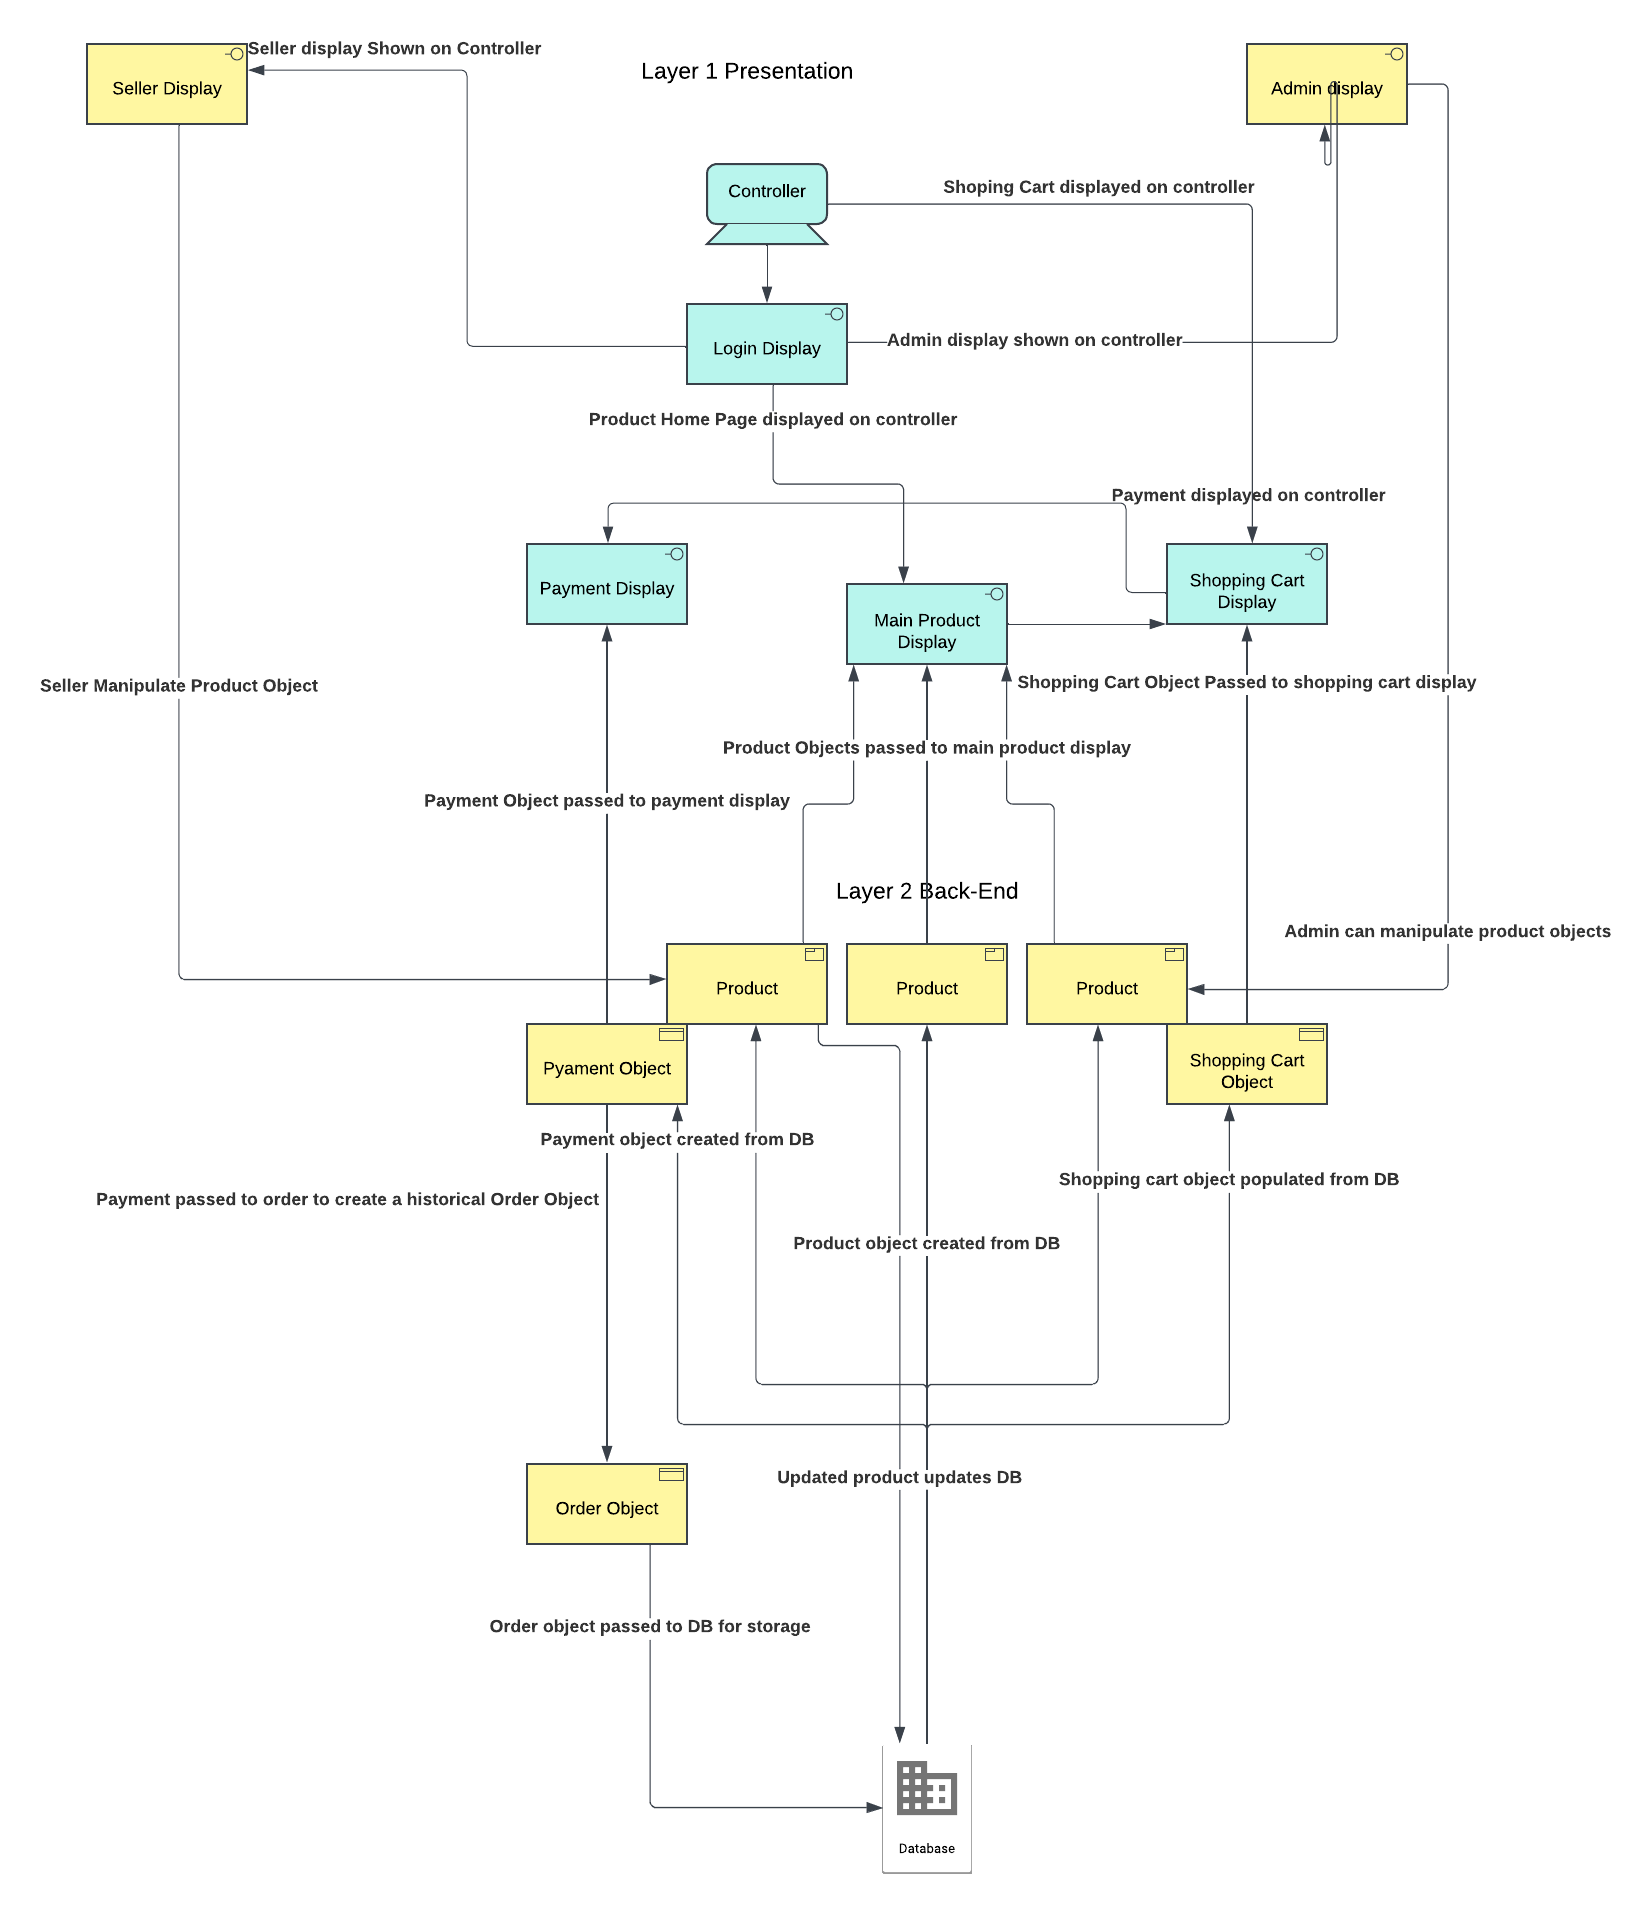 Seller display Shown on Controller
Layer 1 Presentation
Seller Display
Admin display
Controller
Shoping Cart displayed on controller
Login Display
Admin display shown on controller
Product Home Page displayed on controller
Payment displayed on controller
Payment Display
Shopping Cart
Display
Main Product
Display
Seller Manipulate Product Object
Shopping Cart Object Passed to shopping cart display
Product Objects passed to main product display
Payment Object passed to payment display
Layer 2 Back-End
Admin can manipulate product objects
Product
Product
Product
Pyament Object
Shopping Cart
Object
Payment object created from DB
Shopping cart object populated from DB
Payment passed to order to create a historical Order Object
Product object created from DB
Updated product updates DB
Order Object
Order object passed to DB for storage
Database